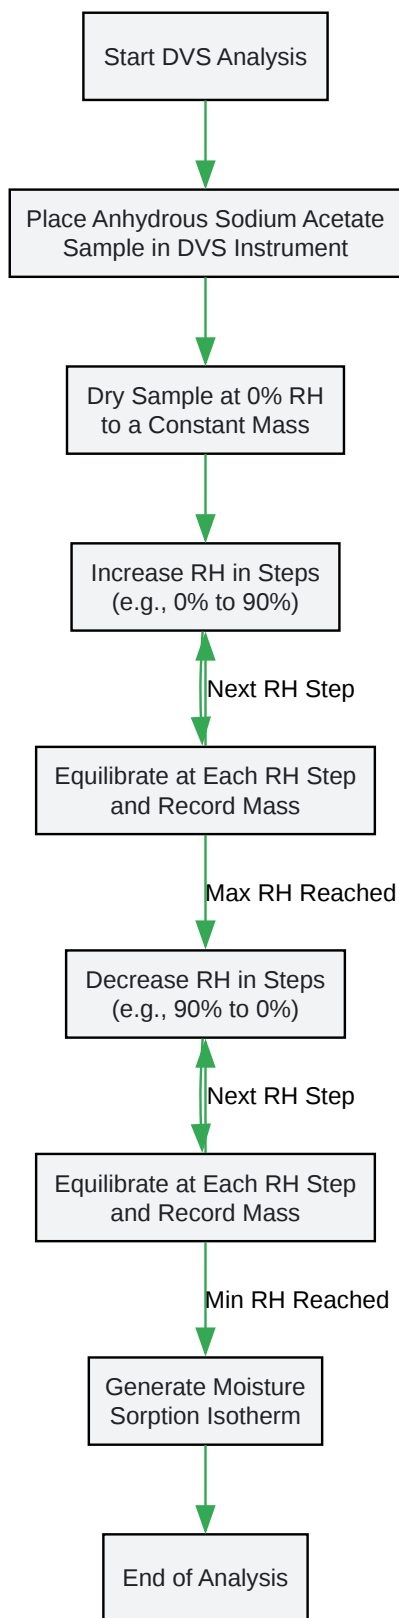 Start DVS Analysis
Place Anhydrous Sodium Acetate
Sample in DVS Instrument
Dry Sample at 0% RH
to a Constant Mass
Increase RH in Steps
(e.g., 0% to 90%)
Next RH Step
Equilibrate at Each RH Step
and Record Mass
Max RH Reached
Decrease RH in Steps
(e.g., 90% to 0%)
Next RH Step
Equilibrate at Each RH Step
and Record Mass
Min RH Reached
Generate Moisture
Sorption Isotherm
End of Analysis